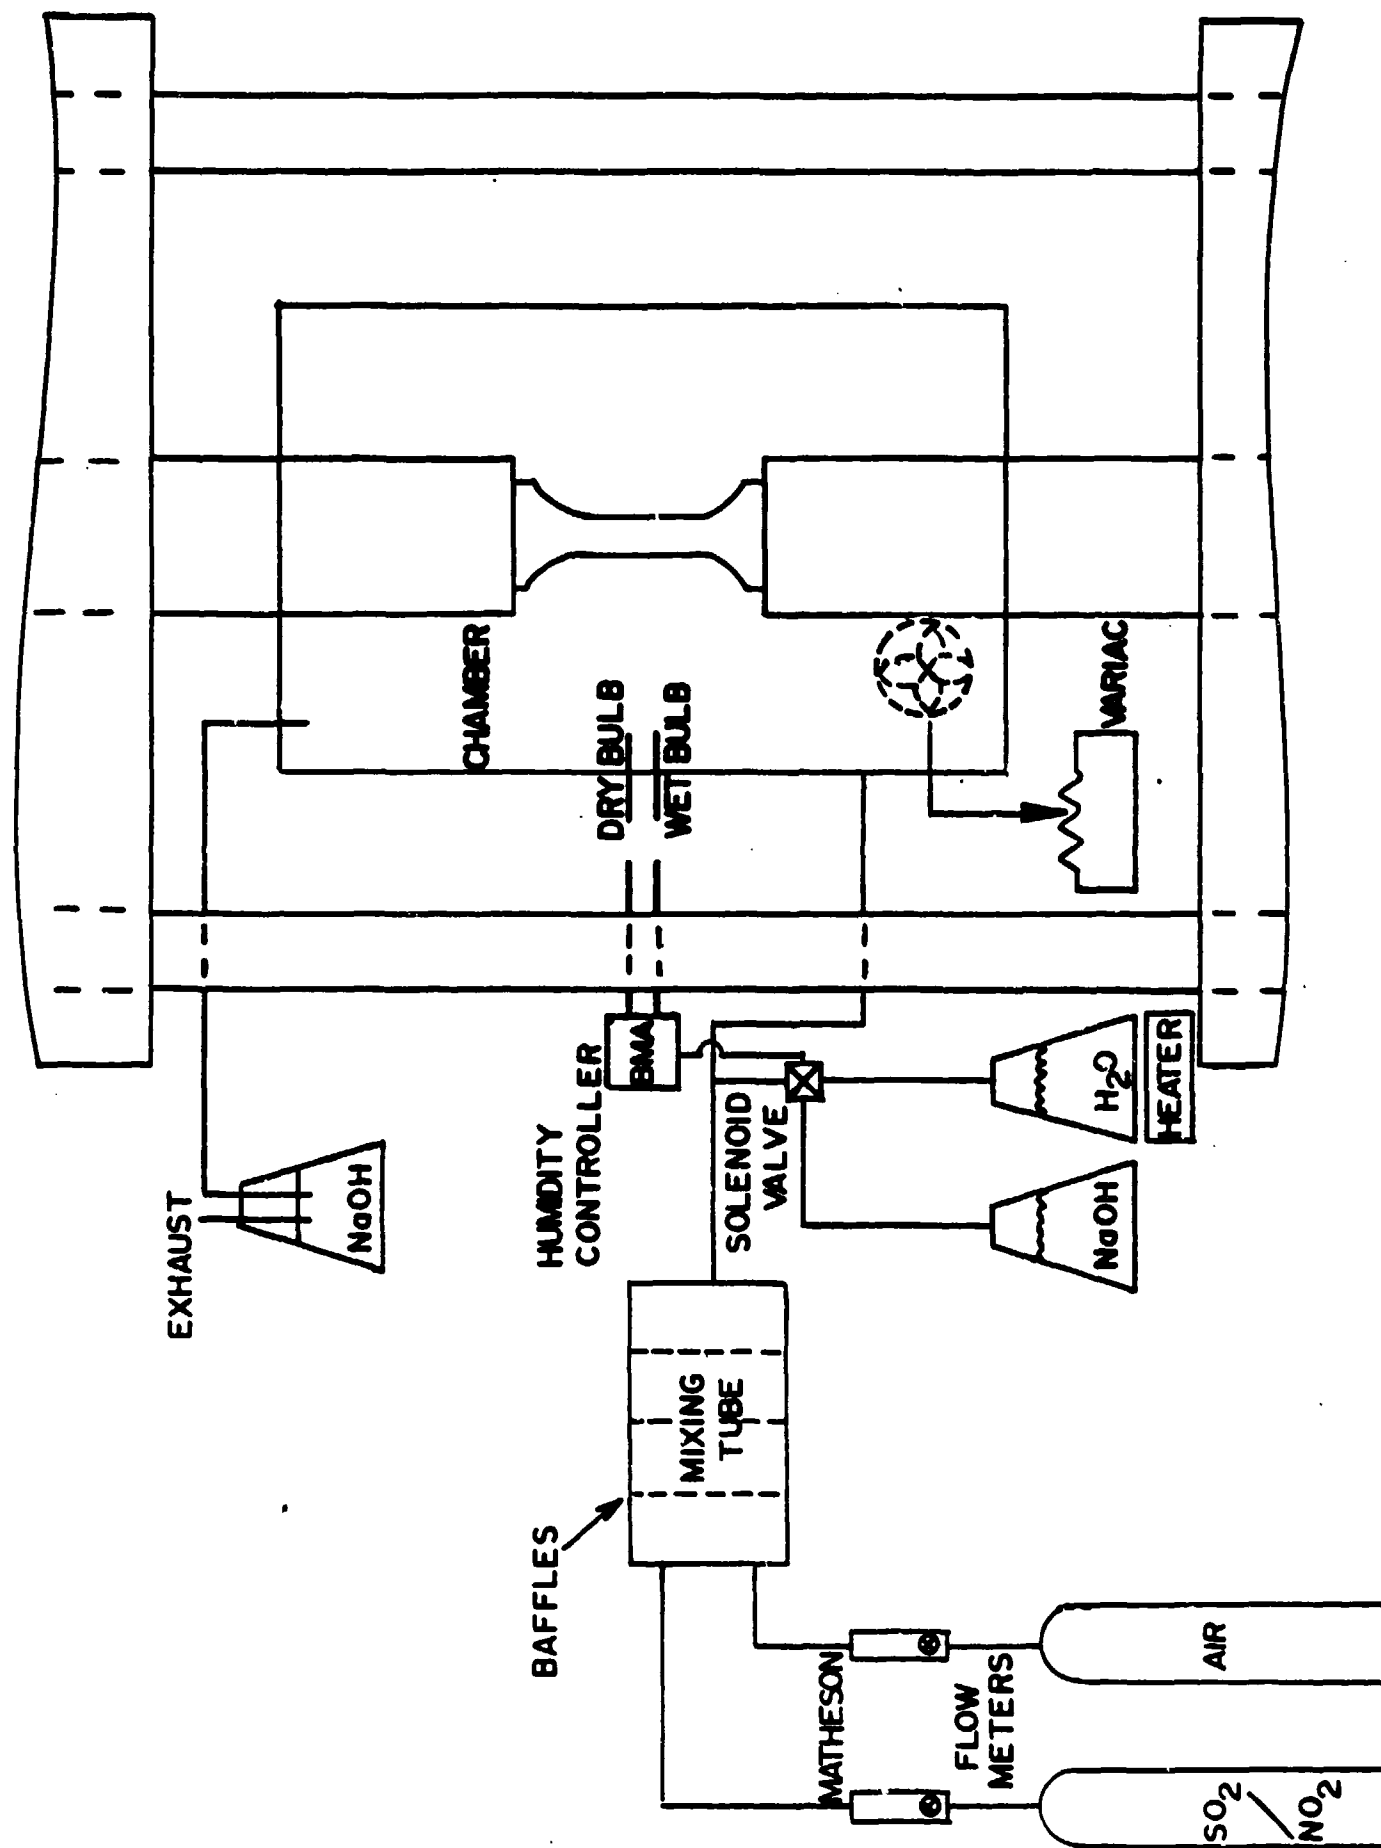 EXHAUST
NaOH
CHAMBER
HUMIDITY
CONTROLLER
BMA
DRY BULB
WET BULB
BAFFLES
MIXING
TUBE
SOLENOID
VALVE
MATHESON
FLOW
METERS
NaOH
H₂O
HEATER
VARIAC
SO₂
NO₂
AIR